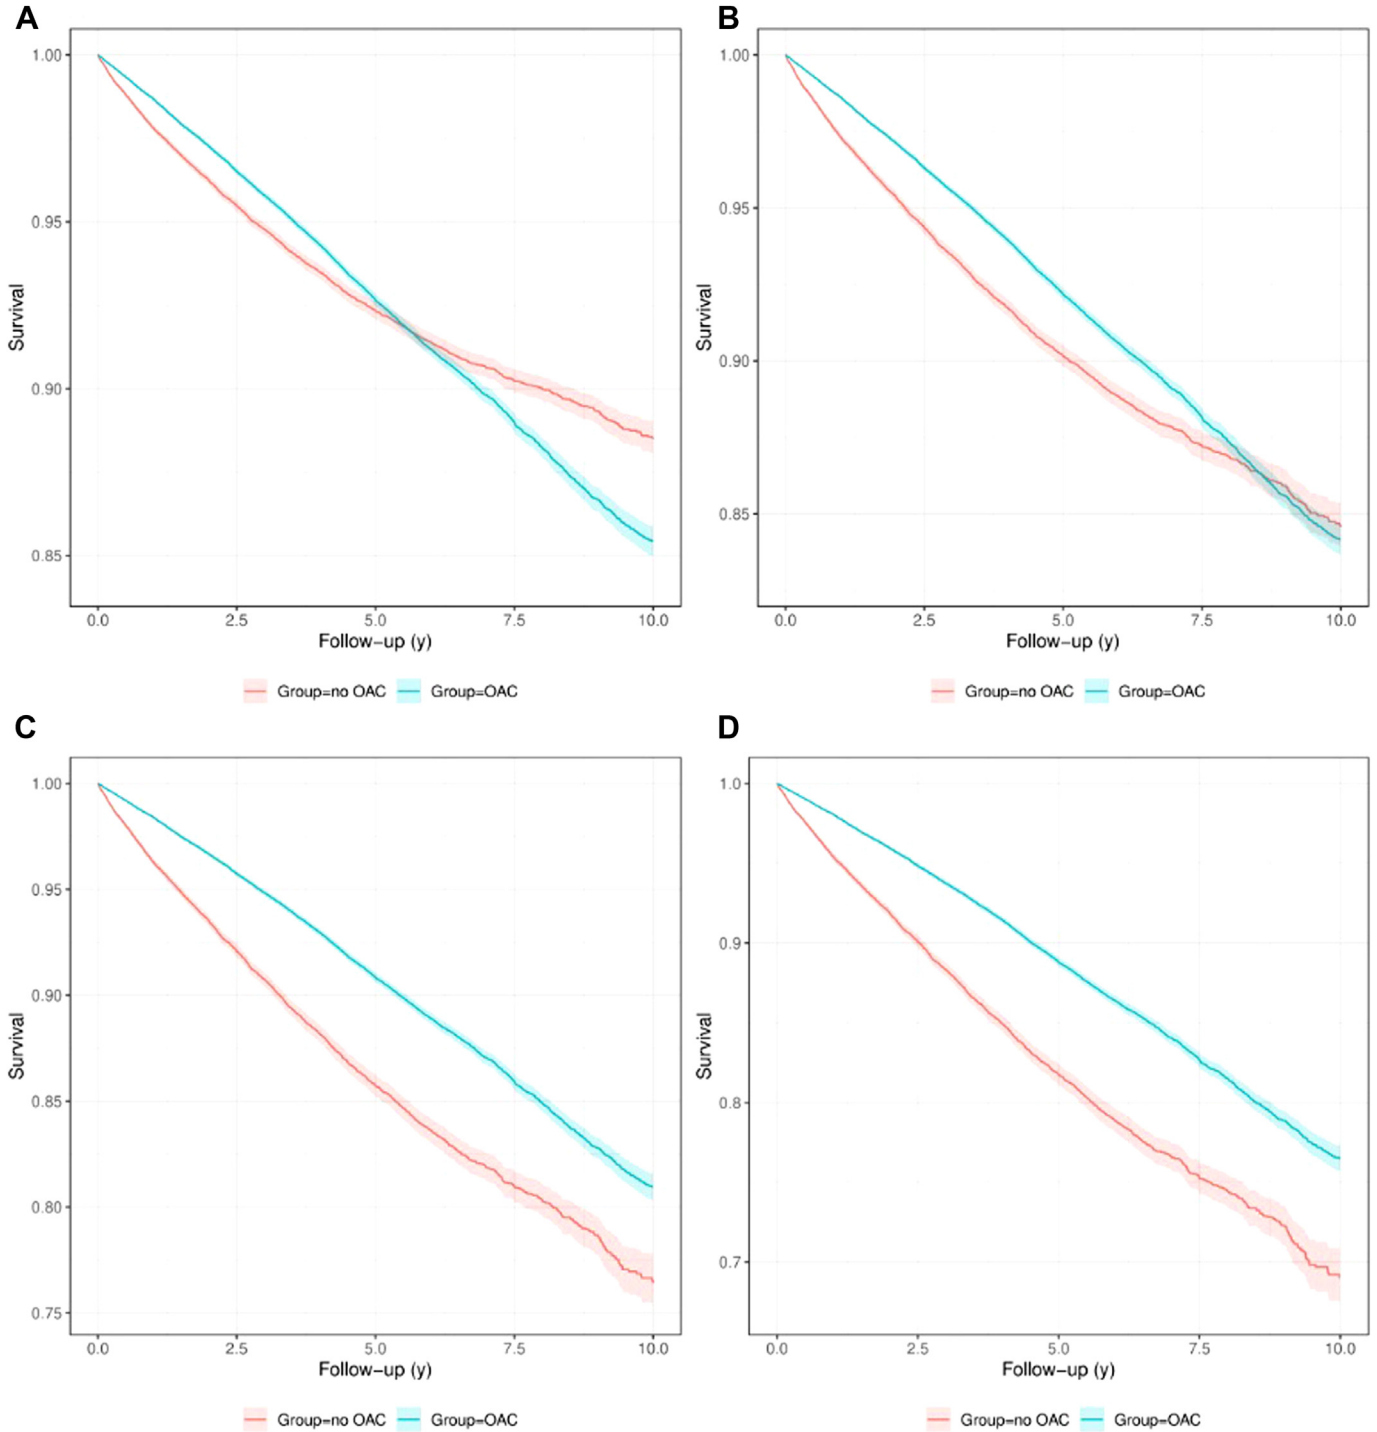 A
1.00
0.95
0.90
0.85
Survival
0.0 2.5 5.0 7.5 10.0
Follow-up (y)
Group=no OAC Group=OAC
B
1.00
0.95
0.90
0.85
Survival
0.0 2.5 5.0 7.5 10.0
Follow-up (y)
Group=no OAC Group=OAC
C
1.00
0.95
0.90
0.85
0.80
0.75
Survival
0.0 2.5 5.0 7.5 10.0
Follow-up (y)
Group=no OAC Group=OAC
D
1.0
0.9
0.8
0.7
Survival
0.0 2.5 5.0 7.5 10.0
Follow-up (y)
Group=no OAC Group=OAC